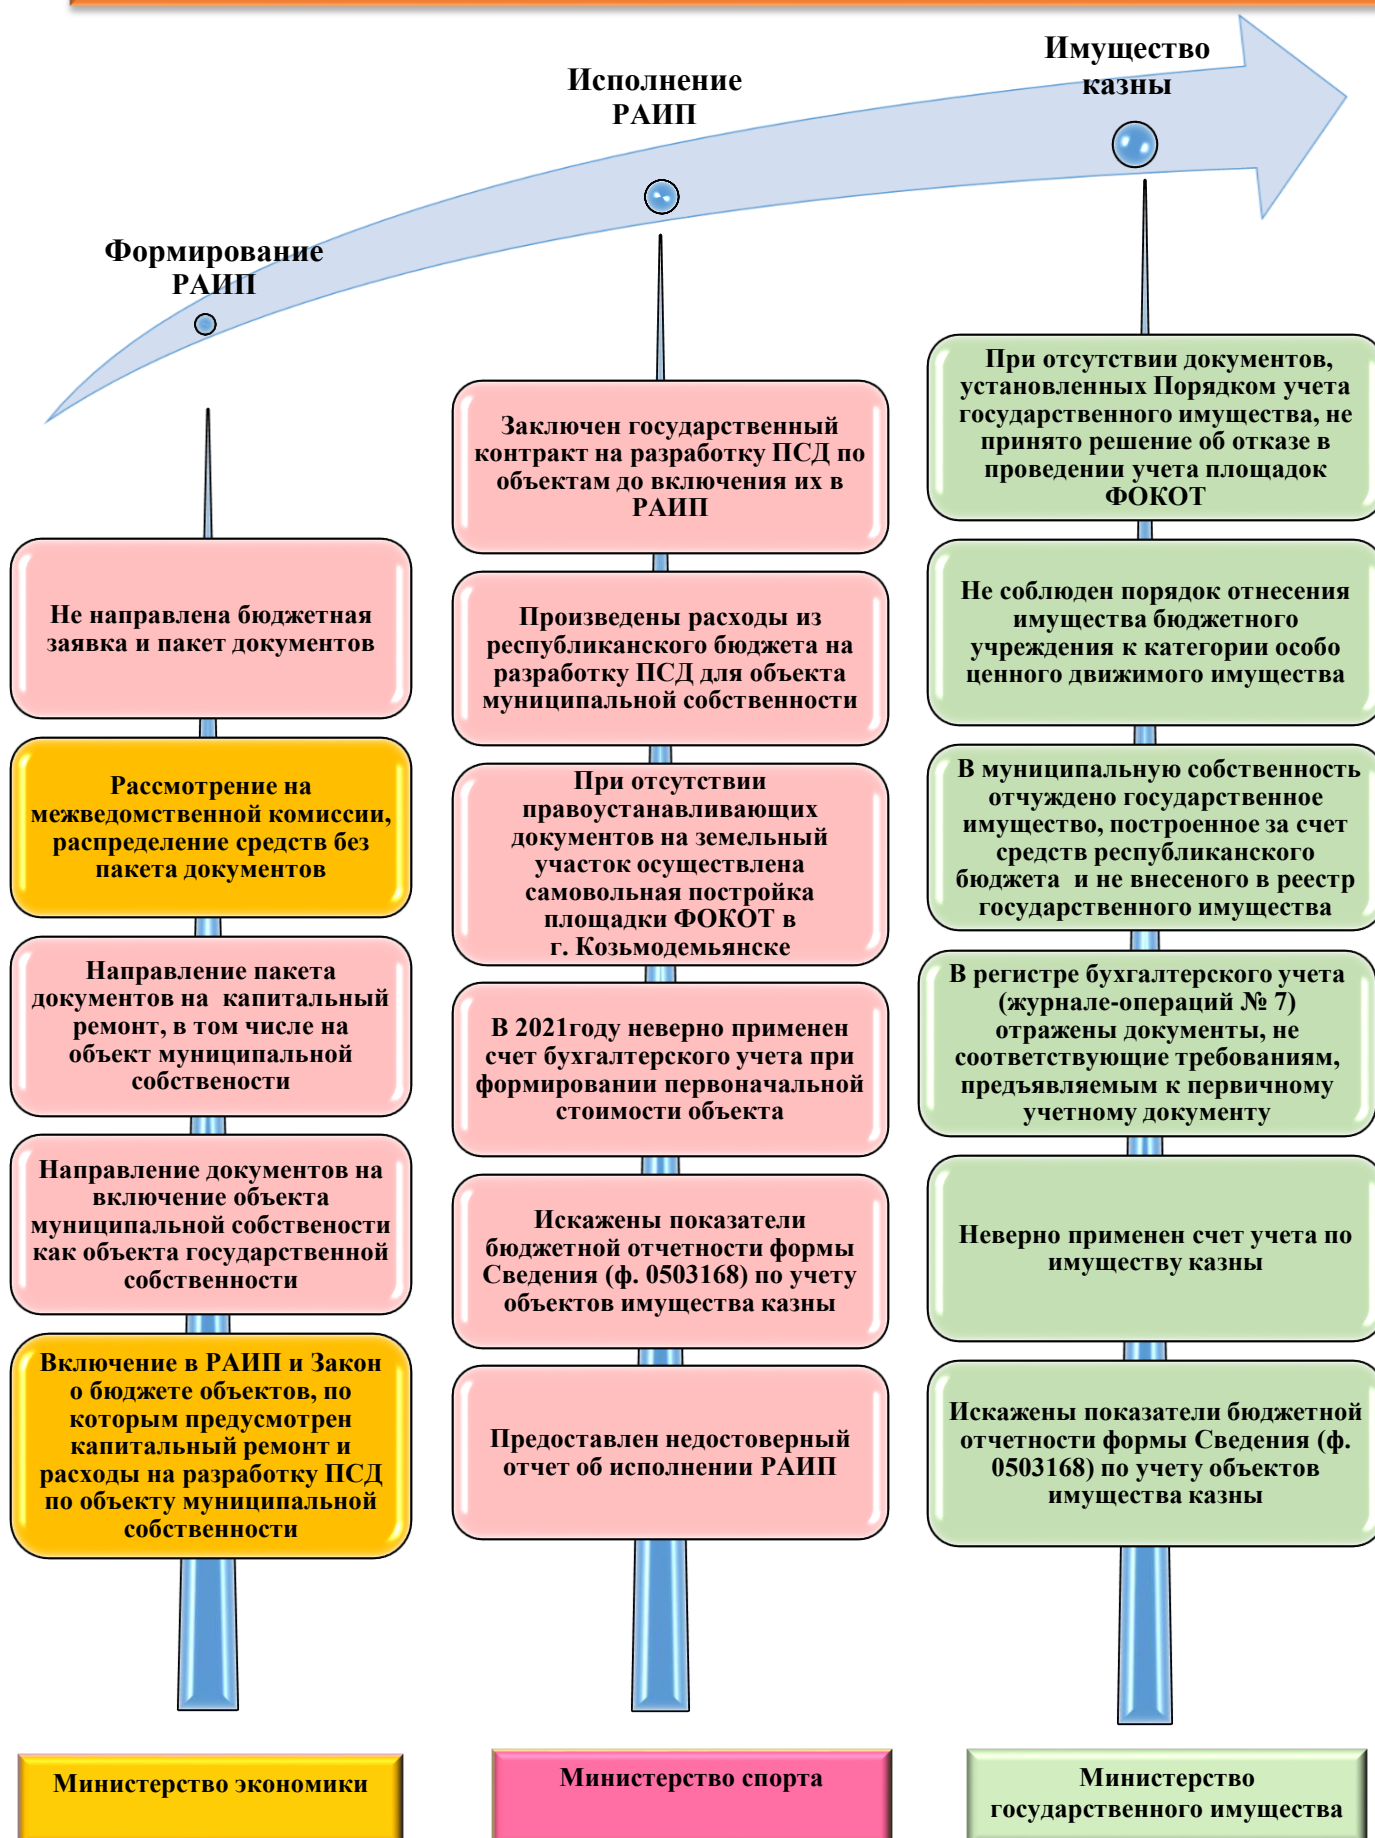 Формирование
РАИП
Исполнение
РАИП
Имущество
казны
Не направлена бюджетная
заявка и пакет документов
Рассмотрение на
межведомственной комиссии,
распределение средств без
пакета документов
Направление пакета
документов на капитальный
ремонт, в том числе на
объект муниципальной
собствености
Направление документов на
включение объекта
муниципальной собствености
как объекта государственной
собственности
Включение в РАИП и Закон
о бюджете объектов, по
которым предусмотрен
капитальный ремонт и
расходы на разработку ПСД
по объекту муниципальной
собственности
Заключен государственный
контракт на разработку ПСД по
объектам до включения их в
РАИП
Произведены расходы из
республиканского бюджета на
разработку ПСД для объекта
муниципальной собственности
При отсутствии
правоустанавливающих
документов на земельный
участок осуществлена
самовольная постройка
площадки ФОКОТ в
г. Козьмодемьянске
В 2021году неверно применен
счет бухгалтерского учета при
формировании первоначальной
стоимости объекта
Искажены показатели
бюджетной отчетности формы
Сведения (ф. 0503168) по учету
объектов имущества казны
Предоставлен недостоверный
отчет об исполнении РАИП
При отсутствии документов,
установленных Порядком учета
государственного имущества, не
принято решение об отказе в
проведении учета площадок
ФОКОТ
Не соблюден порядок отнесения
имущества бюджетного
учреждения к категории особо
ценного движимого имущества
В муниципальную собственность
отчуждено государственное
имущество, построенное за счет
средств республиканского
бюджета и не внесеного в реестр
государственного имущества
В регистре бухгалтерского учета
(журнале-операций № 7)
отражены документы, не
соответствующие требованиям,
предъявляемым к первичному
учетному документу
Неверно применен счет учета по
имуществу казны
Искажены показатели бюджетной
отчетности формы Сведения (ф.
0503168) по учету объектов
имущества казны
Министерство экономики
Министерство спорта
Министерство
государственного имущества